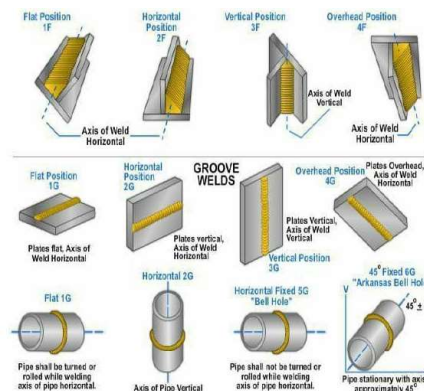 Flat Position
1F
Horizontal
Position
2F
Vertical Position
3F
Overhead Position
4F
Axis of Weld
Horizontal
Axis of Weld
Vertical
Axis of Weld
Horizontal
GROOVE
WELDS
Flat Position
1G
Plates flat, Axis of
Weld Horizontal
Horizontal
Position
2G
Plates vertical,
Axis of Weld
Horizontal
Plates Vertical,
Axis of Weld
Vertical
Vertical Position
3G
Overhead Position
4G
Plates Overhead,
Axis of Weld
Horizontal
Flat 1G
Pipe shall be turned or
rolled while welding
axis of pipe horizontal.
Horizontal 2G
Axis of Pipe Vertical
Horizontal Fixed 5G
"Bell Hole"
Pipe shall not be turned or
rolled while welding
axis of pipe horizontal.
45° Fixed 6G
"Arkansas Bell Hol
V
45° ±
Pipe stationary with axis
approximately 45°